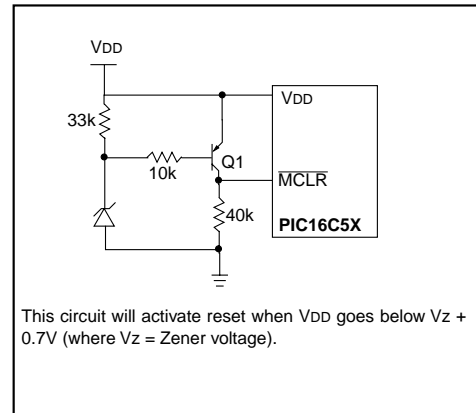 VDD
VDD
33k
10k
Q1
MCLR
40k
PIC16C5X
This circuit will activate reset when VDD goes below Vz +
0.7V (where Vz = Zener voltage).